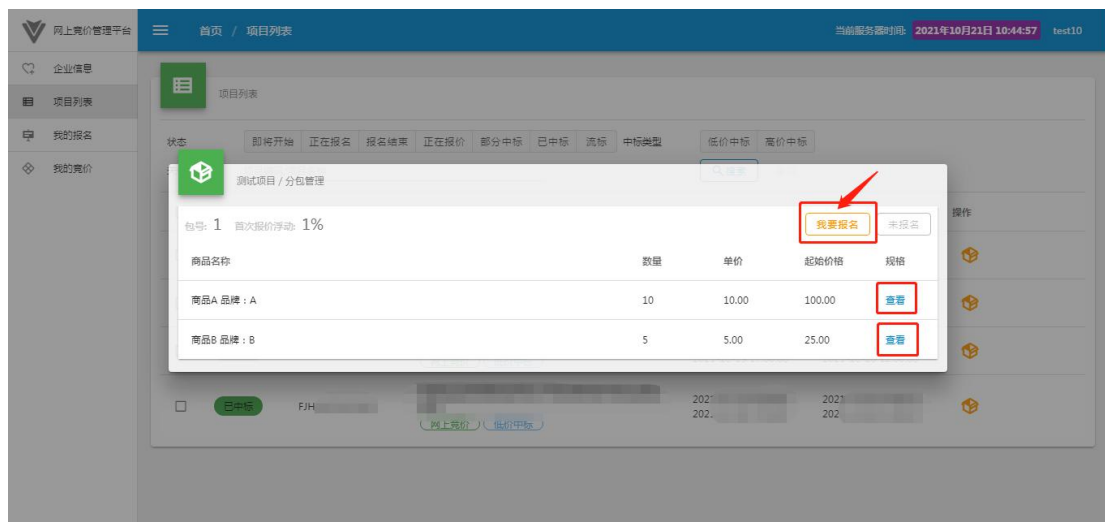 网上竞价管理平台
首页 / 项目列表
当前服务器时间: 2021年10月21日 10:44:57 test10
企业信息
项目列表
我的报名
我的竞价
项目列表
状态 即将开始 正在报名 报名结束 正在报价 部分中标 已中标 流标 中标类型 低价中标 高价中标
测试项目 / 分包管理
操作
包号: 1 首次报价浮动: 1% 我要报名 未报名
商品名称 数量 单价 起始价格 规格
商品A 品牌：A 10 10.00 100.00 查看
商品B 品牌：B 5 5.00 25.00 查看
已中标 FJH 2021 2021
202 202
网上竞价 低价中标